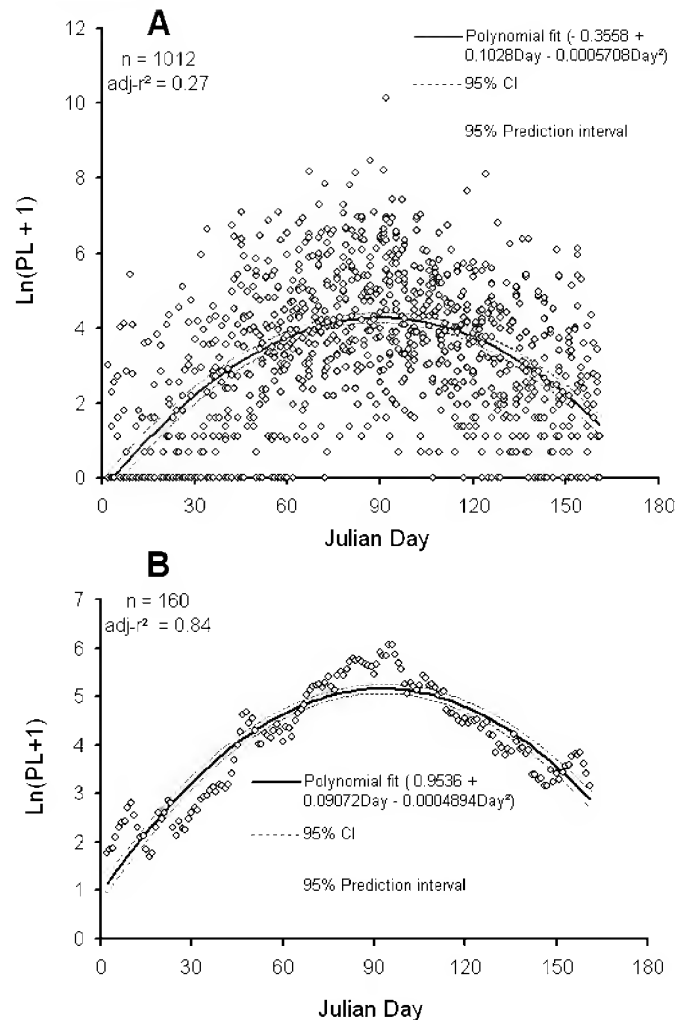 A
n = 1012
adj-r² = 0.27
Polynomial fit (- 0.3558 +
0.1028Day - 0.0005708Day²)
95% CI
95% Prediction interval
Ln(PL + 1)
12
10
8
6
4
2
0
0 30 60 90 120 150 180
Julian Day
B
n = 160
adj-r² = 0.84
Polynomial fit ( 0.9536 +
0.09072Day - 0.0004894Day²)
95% CI
95% Prediction interval
Ln(PL+1)
7
6
5
4
3
2
1
0
0 30 60 90 120 150 180
Julian Day